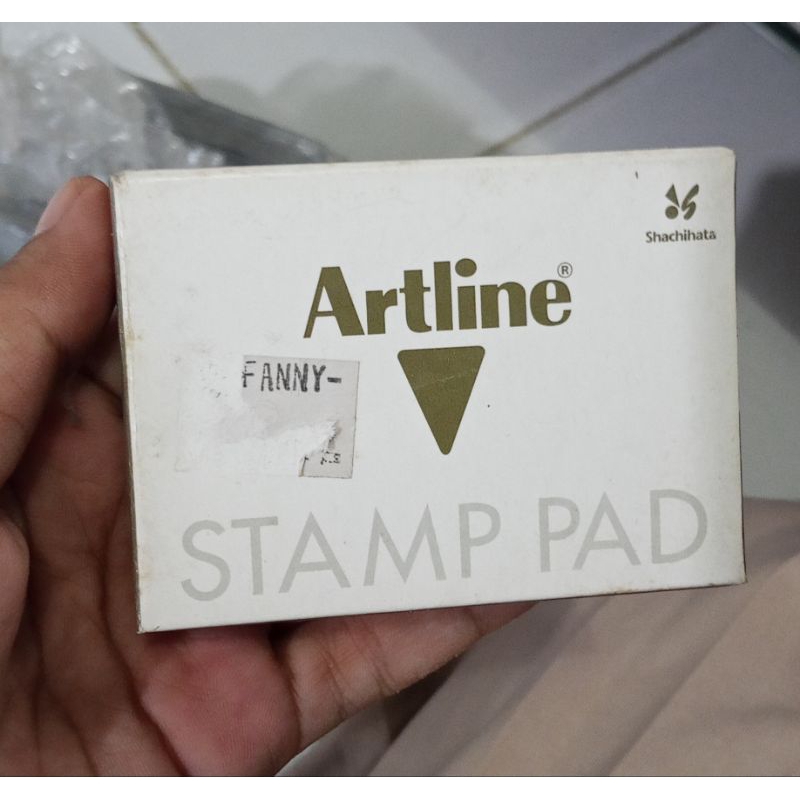 Shachihata
Artline®
FANNY-
STAMP PAD